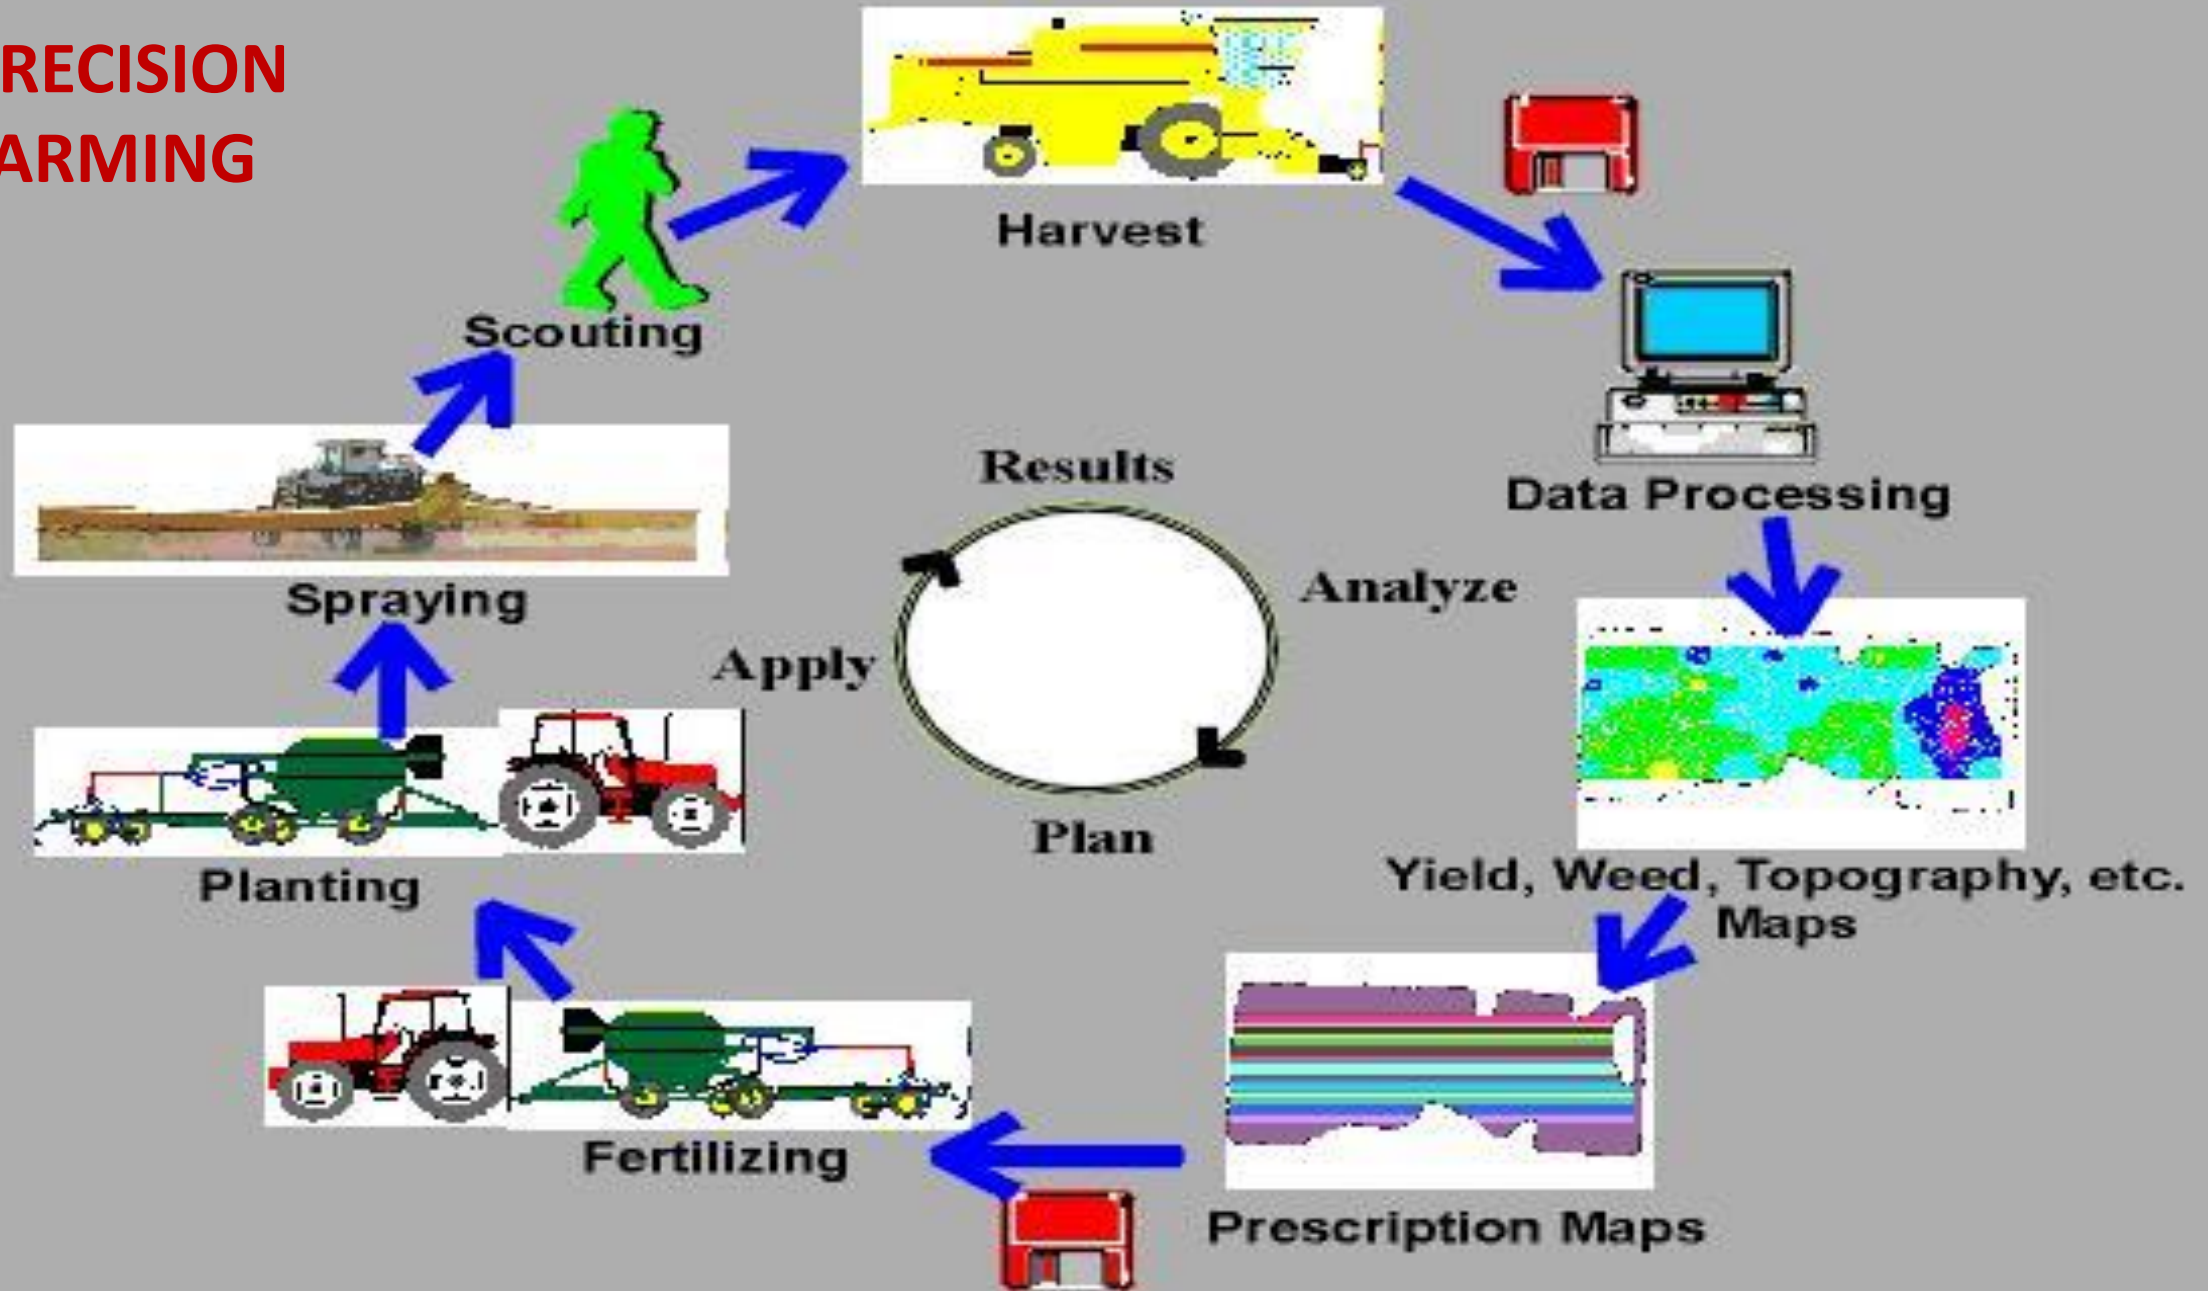 RECISION
ARMING
Harvest
Scouting
Data Processing
Results
Analyze
Spraying
Apply
Plan
Planting
Yield, Weed, Topography, etc.
Maps
Fertilizing
Prescription Maps